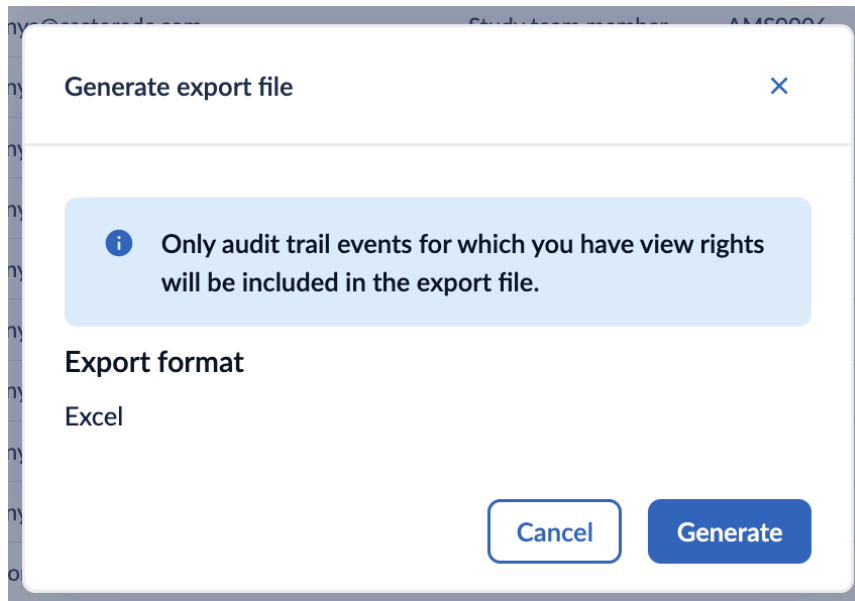 Generate export file
Only audit trail events for which you have view rights
will be included in the export file.
Export format
Excel
Cancel
Generate